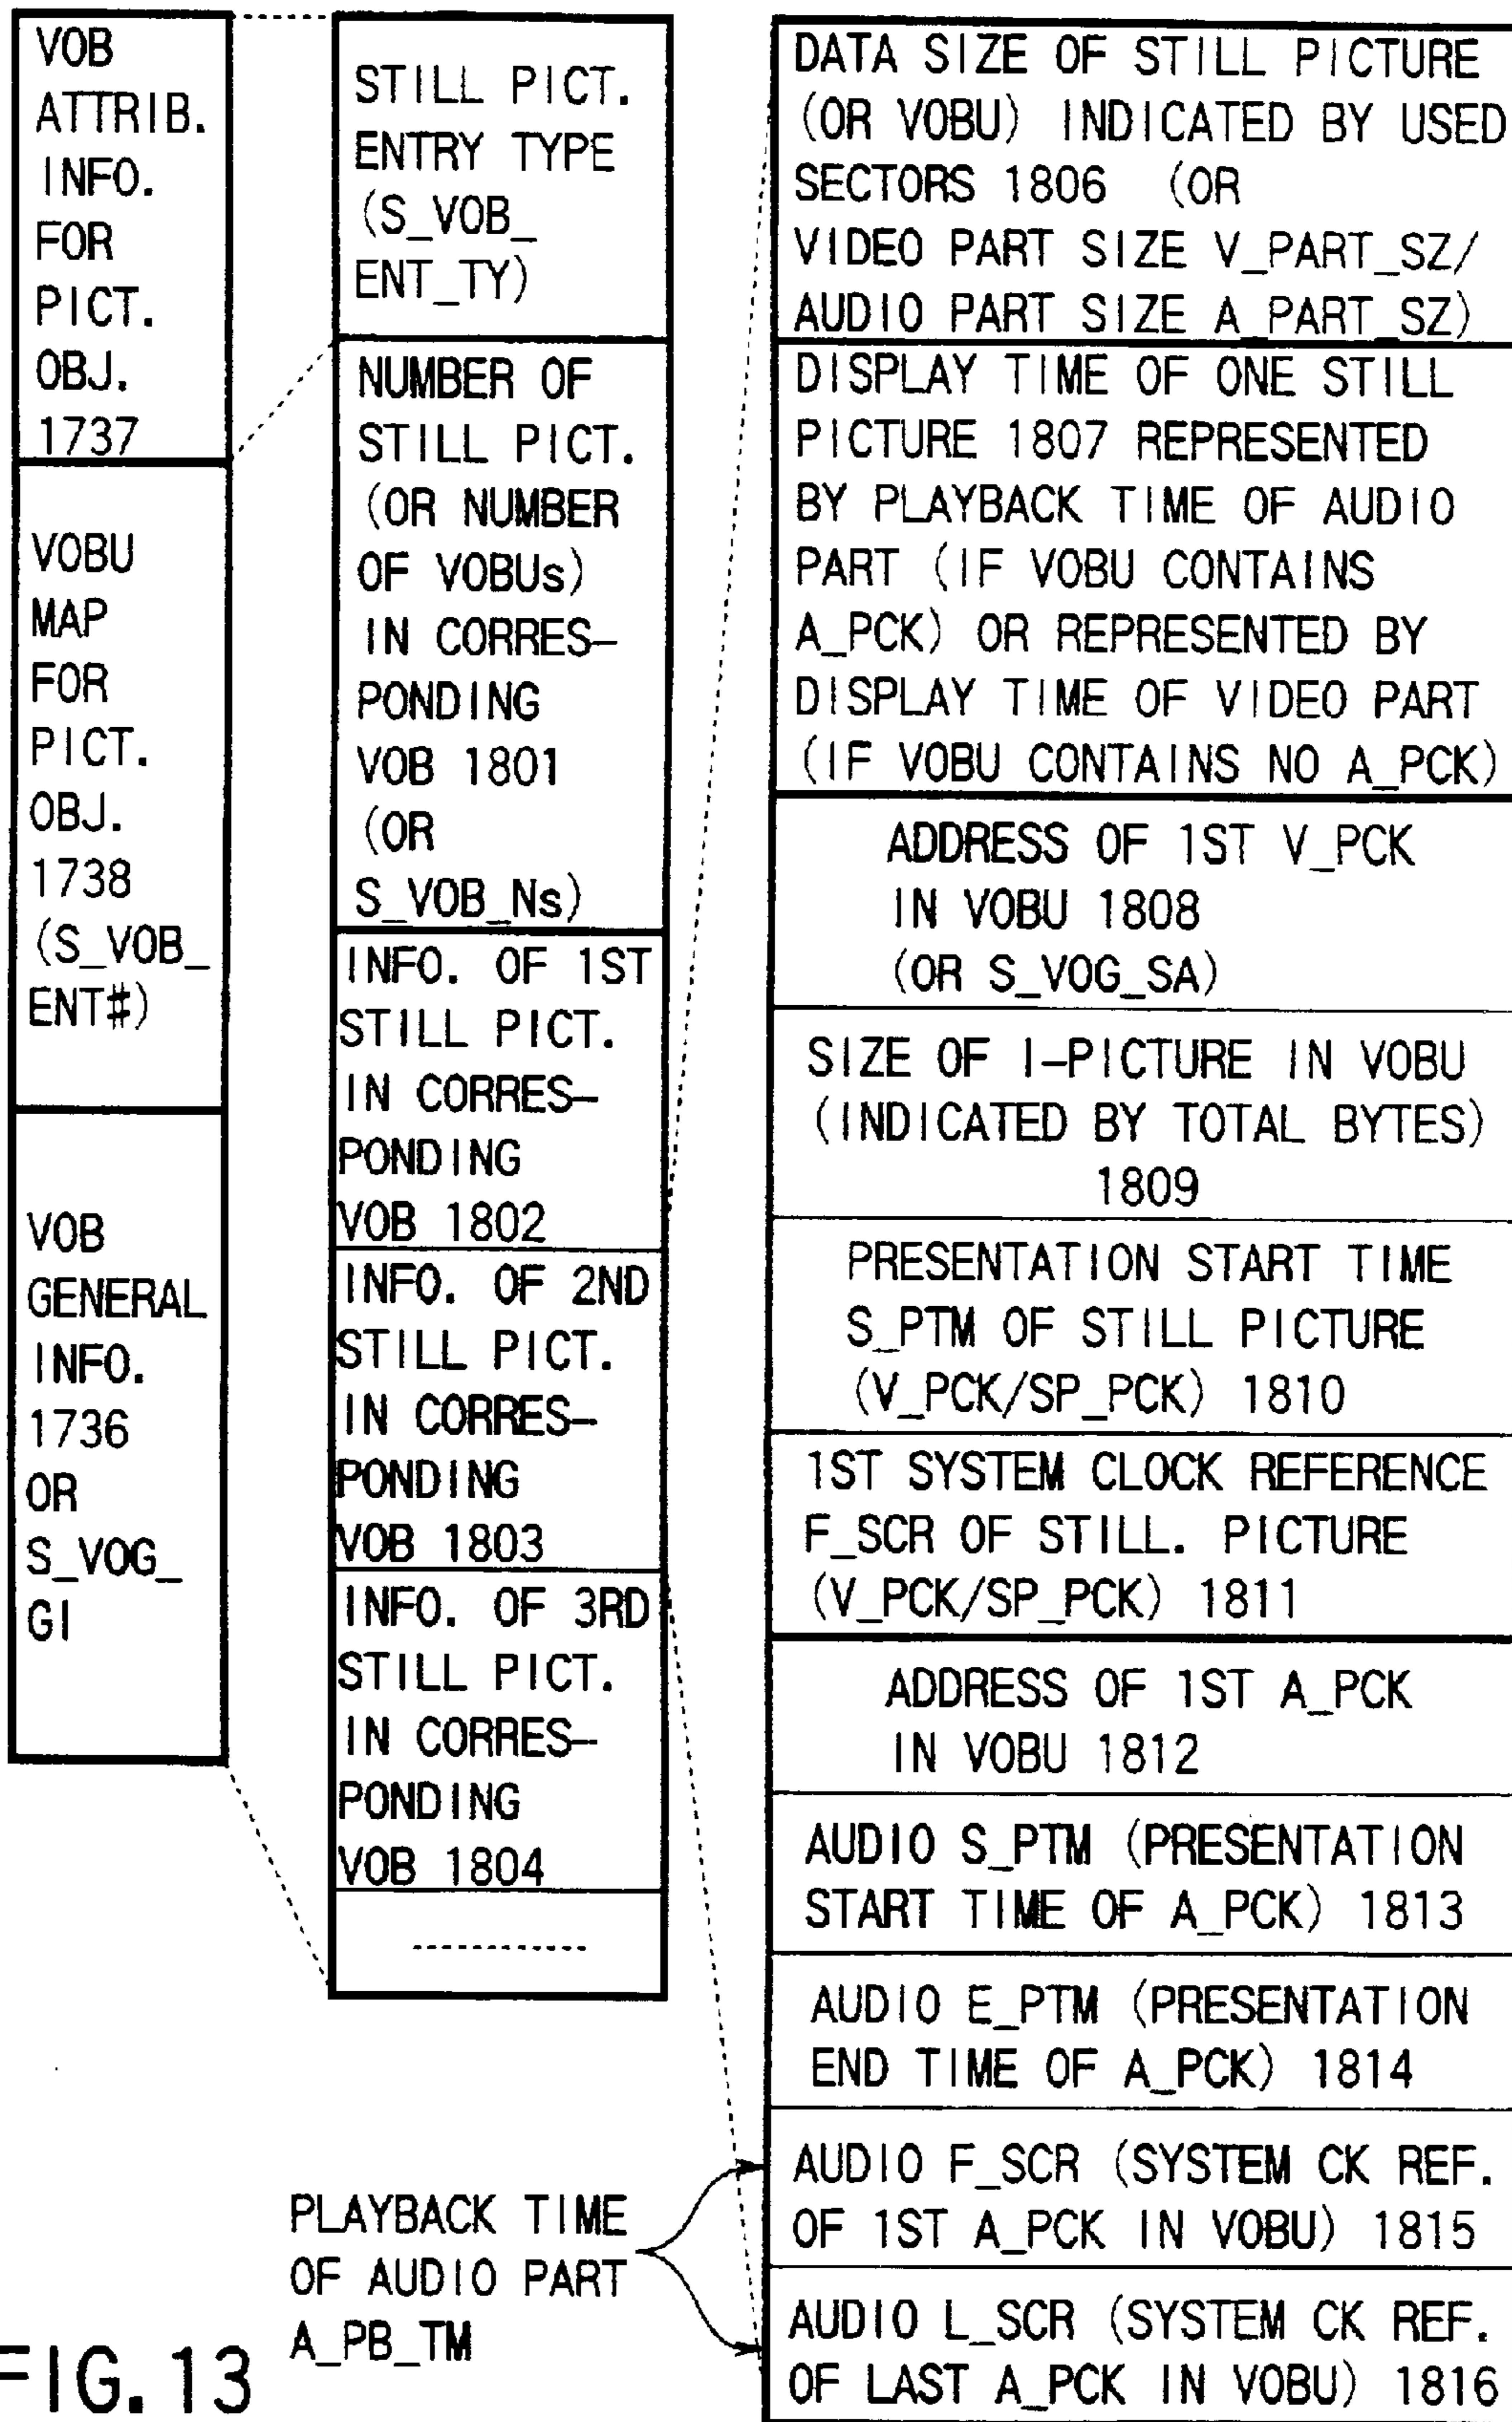 VOB
ATTRIB.
INFO.
FOR
PICT.
OBJ.
1737
VOBU
MAP
FOR
PICT.
OBJ.
1738
(S_VOB_
ENT#)
VOB
GENERAL
INFO.
1736
OR
S_VOG_
GI
STILL PICT.
ENTRY TYPE
(S_VOB_
ENT_TY)
NUMBER OF
STILL PICT.
(OR NUMBER
OF VOBUs)
IN CORRES-
PONDING
VOB 1801
(OR
S_VOB_Ns)
INFO. OF 1ST
STILL PICT.
IN CORRES-
PONDING
VOB 1802
INFO. OF 2ND
STILL PICT.
IN CORRES-
PONDING
VOB 1803
INFO. OF 3RD
STILL PICT.
IN CORRES-
PONDING
VOB 1804
DATA SIZE OF STILL PICTURE
(OR VOBU) INDICATED BY USED
SECTORS 1806 (OR
VIDEO PART SIZE V_PART_SZ/
AUDIO PART SIZE A_PART_SZ)
DISPLAY TIME OF ONE STILL
PICTURE 1807 REPRESENTED
BY PLAYBACK TIME OF AUDIO
PART (IF VOBU CONTAINS
A_PCK) OR REPRESENTED BY
DISPLAY TIME OF VIDEO PART
(IF VOBU CONTAINS NO A_PCK)
ADDRESS OF 1ST V_PCK
IN VOBU 1808
(OR S_VOG_SA)
SIZE OF I-PICTURE IN VOBU
(INDICATED BY TOTAL BYTES)
1809
PRESENTATION START TIME
S_PTM OF STILL PICTURE
(V_PCK/SP_PCK) 1810
1ST SYSTEM CLOCK REFERENCE
F_SCR OF STILL. PICTURE
(V_PCK/SP_PCK) 1811
ADDRESS OF 1ST A_PCK
IN VOBU 1812
AUDIO S_PTM (PRESENTATION
START TIME OF A_PCK) 1813
AUDIO E_PTM (PRESENTATION
END TIME OF A_PCK) 1814
AUDIO F_SCR (SYSTEM CK REF.
OF 1ST A_PCK IN VOBU) 1815
AUDIO L_SCR (SYSTEM CK REF.
OF LAST A_PCK IN VOBU) 1816
PLAYBACK TIME
OF AUDIO PART
A_PB_TM
FIG. 13